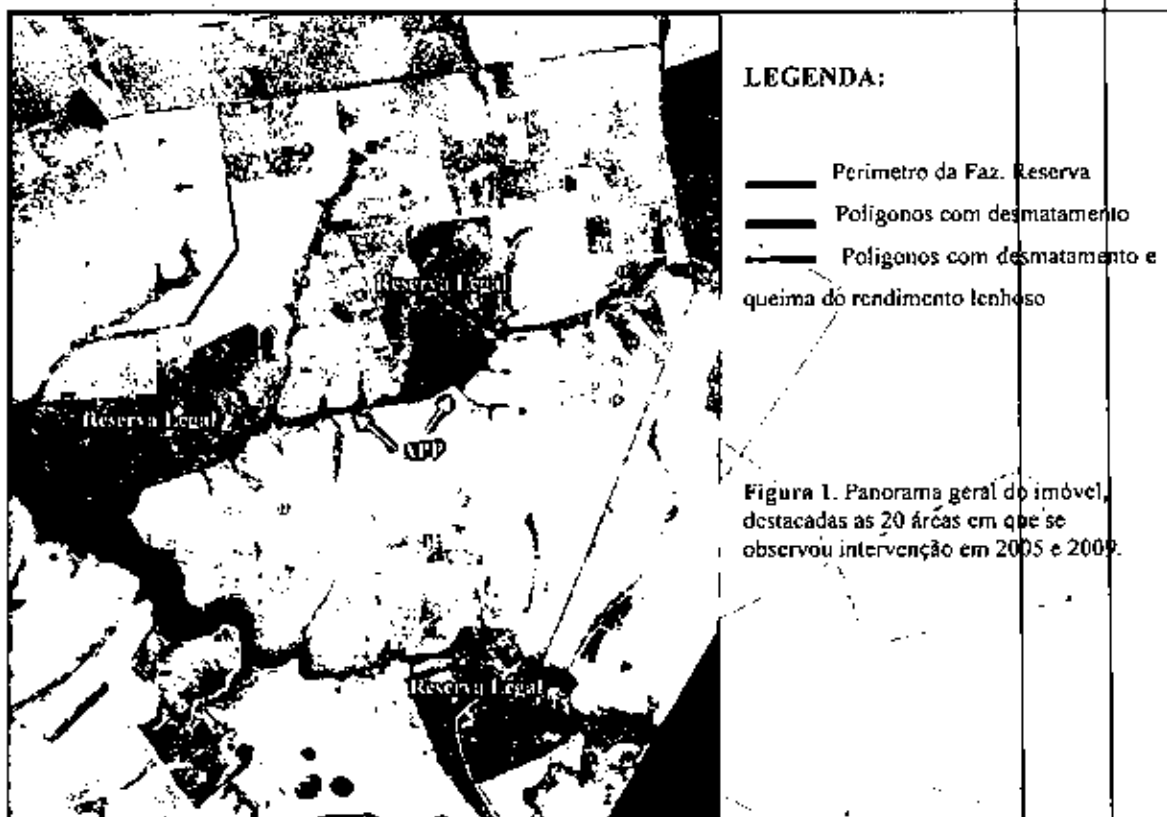 LEGENDA:
Perimetro da Faz. Reserva
Poligonos com desmatamento
Poligonos com desmatamento e
queima do rendimento lenhoso
Reserva Legal
Reserva Legal
APP
Figura 1. Panorama geral do imóvel,
destacadas as 20 áreas em que se
observou intervenção em 2005 e 2009.
Reserva Legal